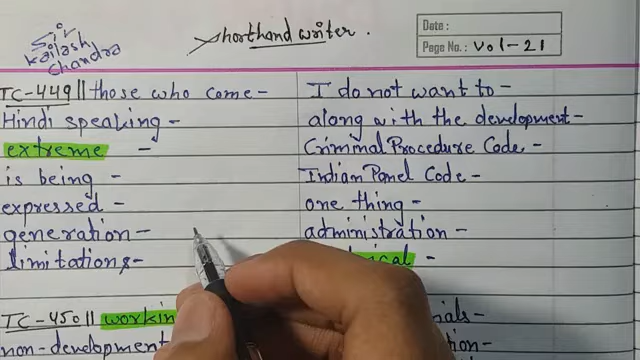 Sir
Kailash
Chandra
Shorthand writer.
Date:
Page No.: Vol-21
TC-449|| those who come-
Hindi speaking-
extreme -
is being-
expressed-
generation-
limitations-
I do not want to-
along with the development-
Criminal Procedure Code-
Indian Panel Code-
one thing-
administration-
TC-450||
non-development